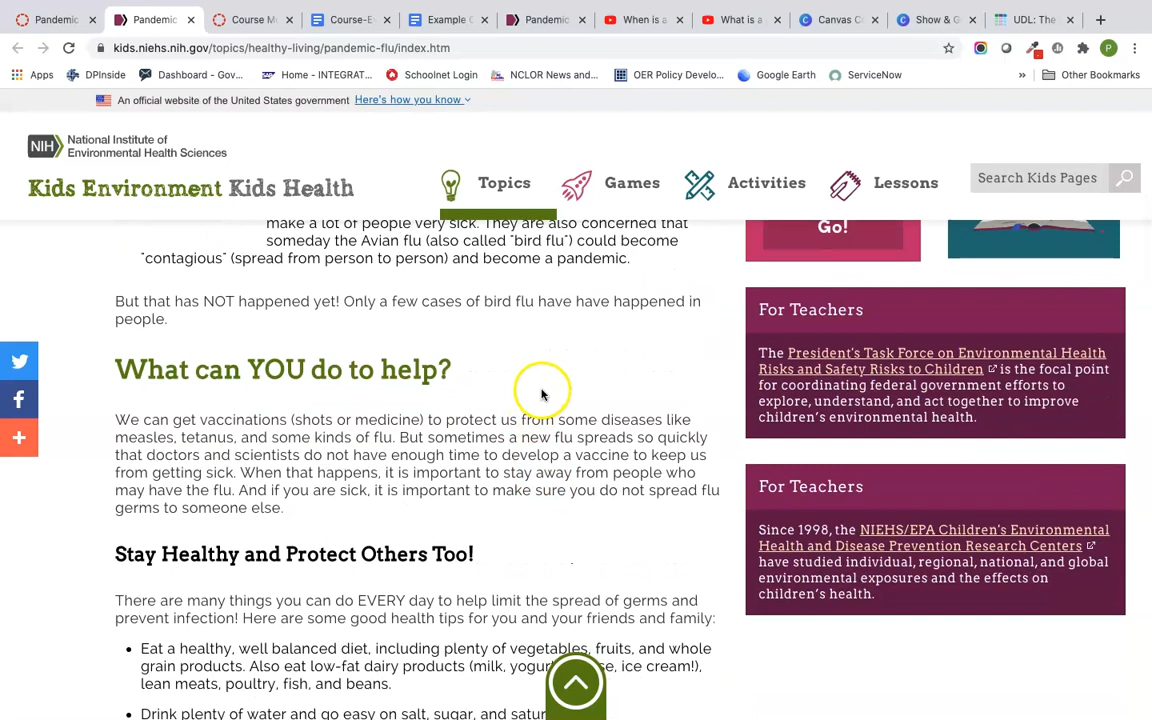 Pandemic
Pandemic
Course M
Course-E
Example C
Pandemic
When is a
What is a
Canvas C
Show & G
UDL: The
kids.niehs.nih.gov/topics/healthy-living/pandemic-flu/index.htm
P
Apps
DPInside
Dashboard - Gov...
Home - INTEGRAT...
Schoolnet Login
NCLOR News and...
OER Policy Develo...
Google Earth
ServiceNow
»
Other Bookmarks
An official website of the United States government Here's how you know
NIH National Institute of
Environmental Health Sciences
Kids Environment Kids Health
Topics
Games
Activities
Lessons
Search Kids Pages
make a lot of people very sick. They are also concerned that
someday the Avian flu (also called "bird flu") could become
"contagious" (spread from person to person) and become a pandemic.
But that has NOT happened yet! Only a few cases of bird flu have have happened in
people.
What can YOU do to help?
We can get vaccinations (shots or medicine) to protect us from some diseases like
measles, tetanus, and some kinds of flu. But sometimes a new flu spreads so quickly
that doctors and scientists do not have enough time to develop a vaccine to keep us
from getting sick. When that happens, it is important to stay away from people who
may have the flu. And if you are sick, it is important to make sure you do not spread flu
germs to someone else.
Stay Healthy and Protect Others Too!
There are many things you can do EVERY day to help limit the spread of germs and
prevent infection! Here are some good health tips for you and your friends and family:
• Eat a healthy, well balanced diet, including plenty of vegetables, fruits, and whole
grain products. Also eat low-fat dairy products (milk, yogu se, ice cream!),
lean meats, poultry, fish, and beans.
• Drink plenty of water and go easy on salt, sugar, and satur
Go!
For Teachers
The President's Task Force on Environmental Health
Risks and Safety Risks to Children is the focal point
for coordinating federal government efforts to
explore, understand, and act together to improve
children's environmental health.
For Teachers
Since 1998, the NIEHS/EPA Children's Environmental
Health and Disease Prevention Research Centers
have studied individual, regional, national, and global
environmental exposures and the effects on
children's health.